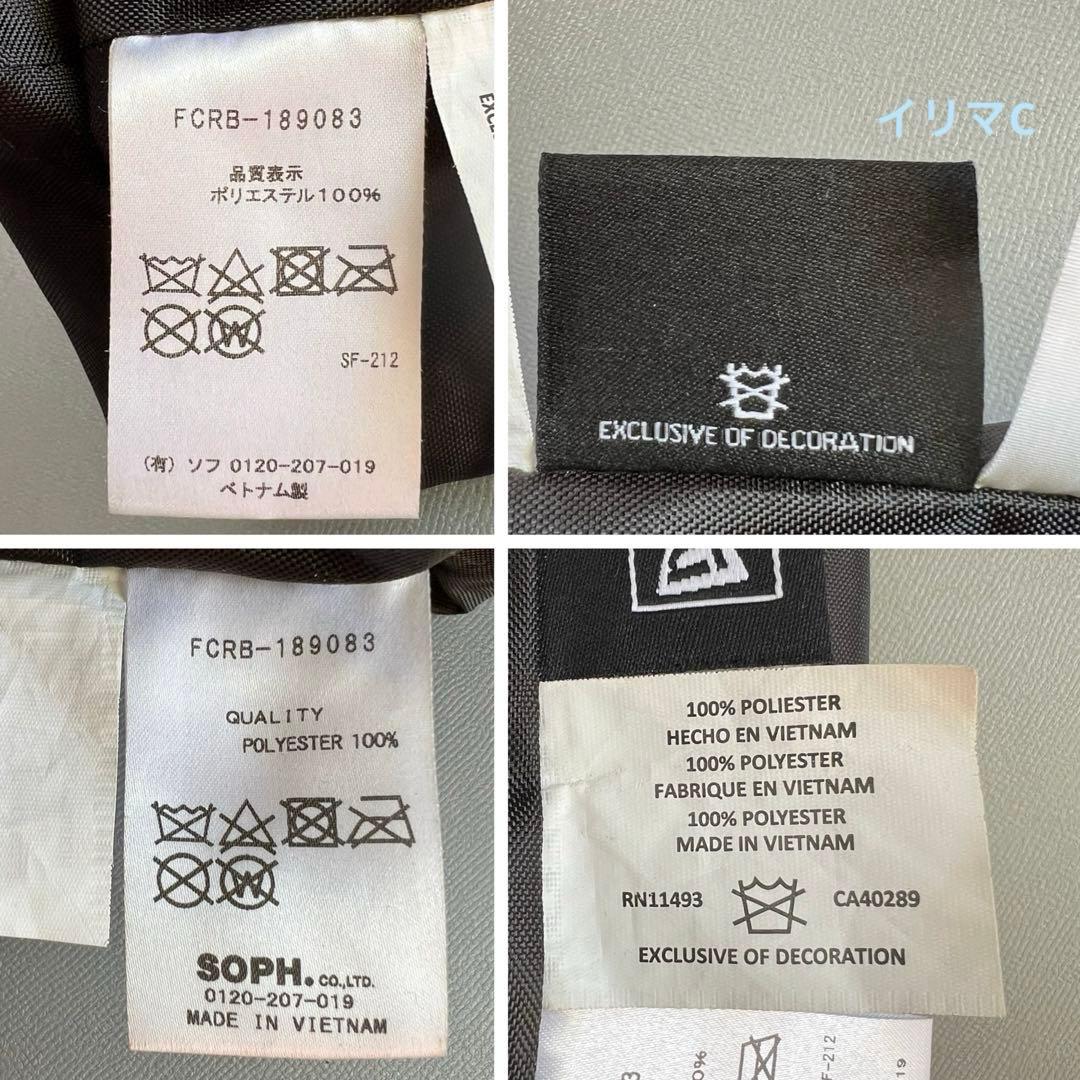 FCRB-189083
品質表示
ポリエステル100%
SF-212
(有) ソフ 0120-207-019
ベトナム製
イリマC
EXCLUSIVE OF DECORATION
FCRB-189083
QUALITY
POLYESTER 100%
SOPH. CO.,LTD.
0120-207-019
MADE IN VIETNAM
100% POLIESTER
HECHO EN VIETNAM
100% POLYESTER
FABRIQUE EN VIETNAM
100% POLYESTER
MADE IN VIETNAM
RN11493 CA40289
EXCLUSIVE OF DECORATION